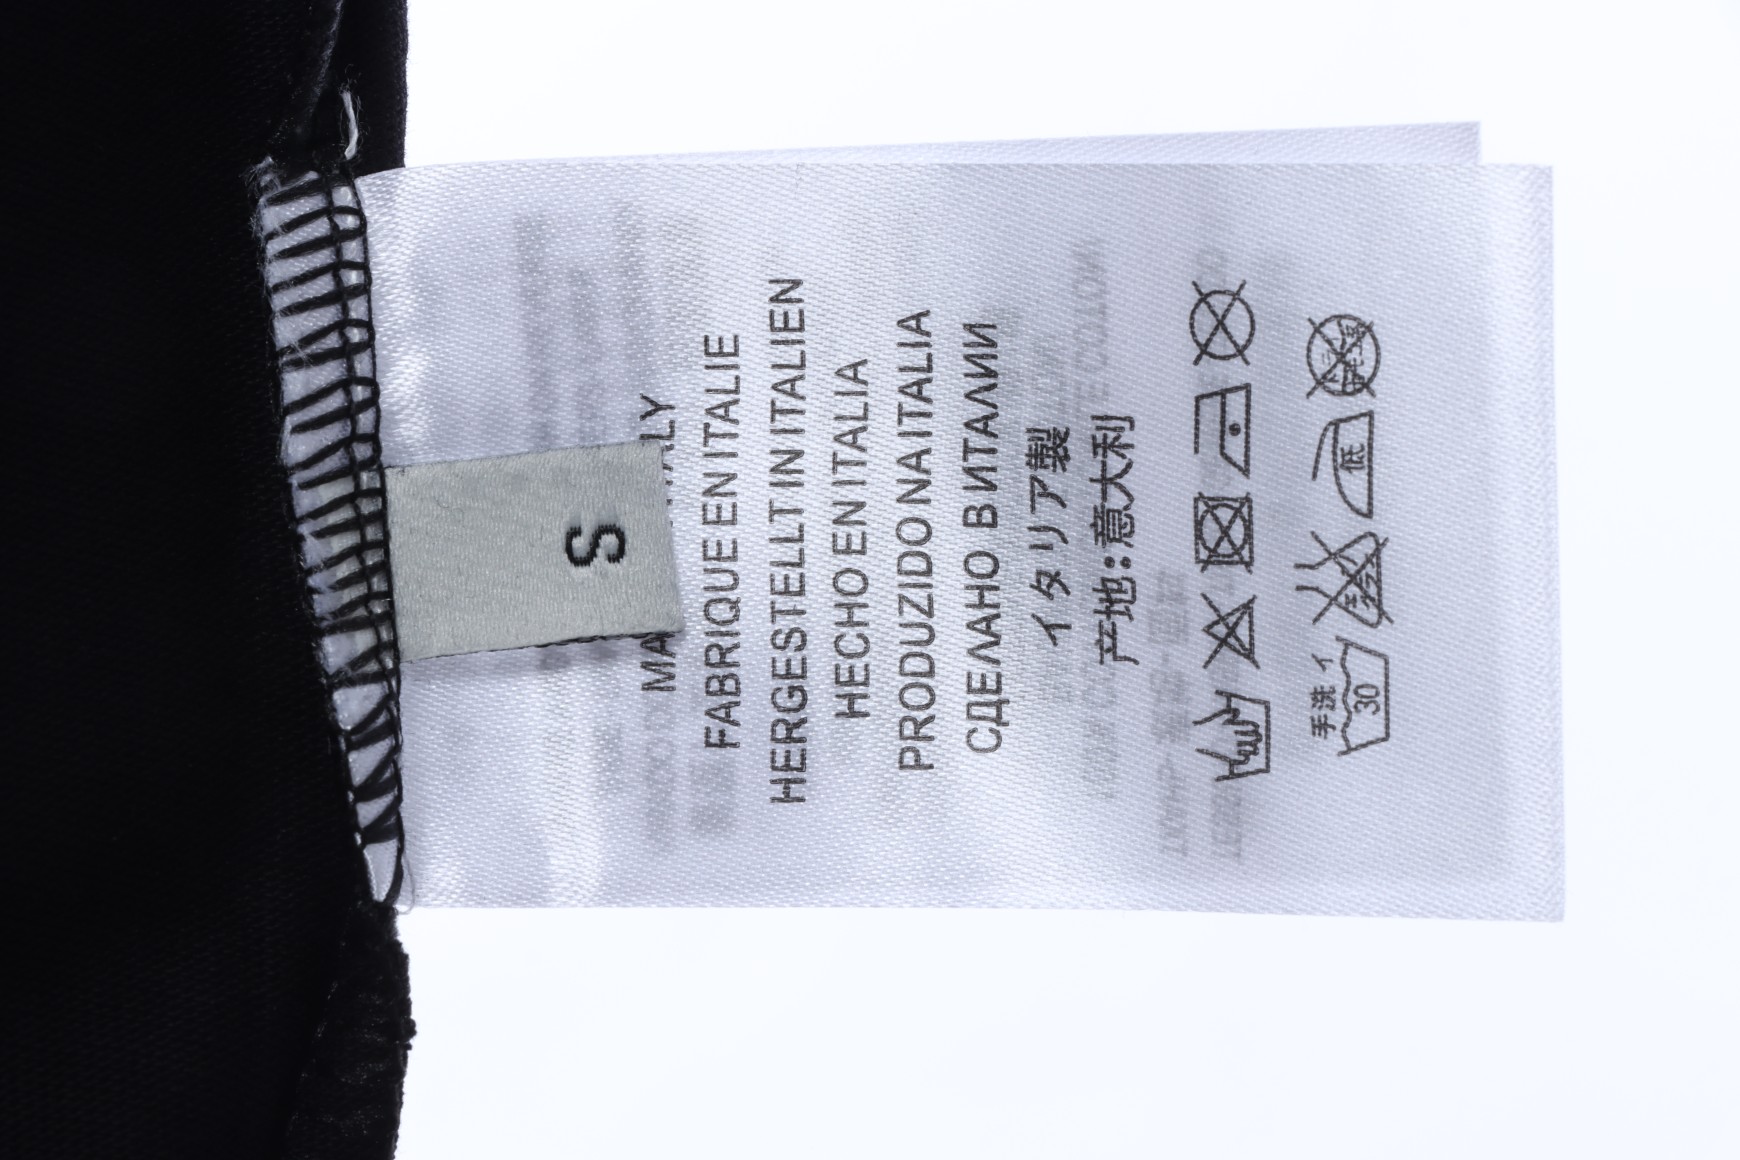 S
FABRIQUE EN ITALIE
HERGESTELLT IN ITALIEN
HECHO EN ITALIA
PRODUZIDO NA ITALIA
СДЕЛАНО В ИТАЛИИ
イタリア製
产地:意大利
手洗イ
30
低